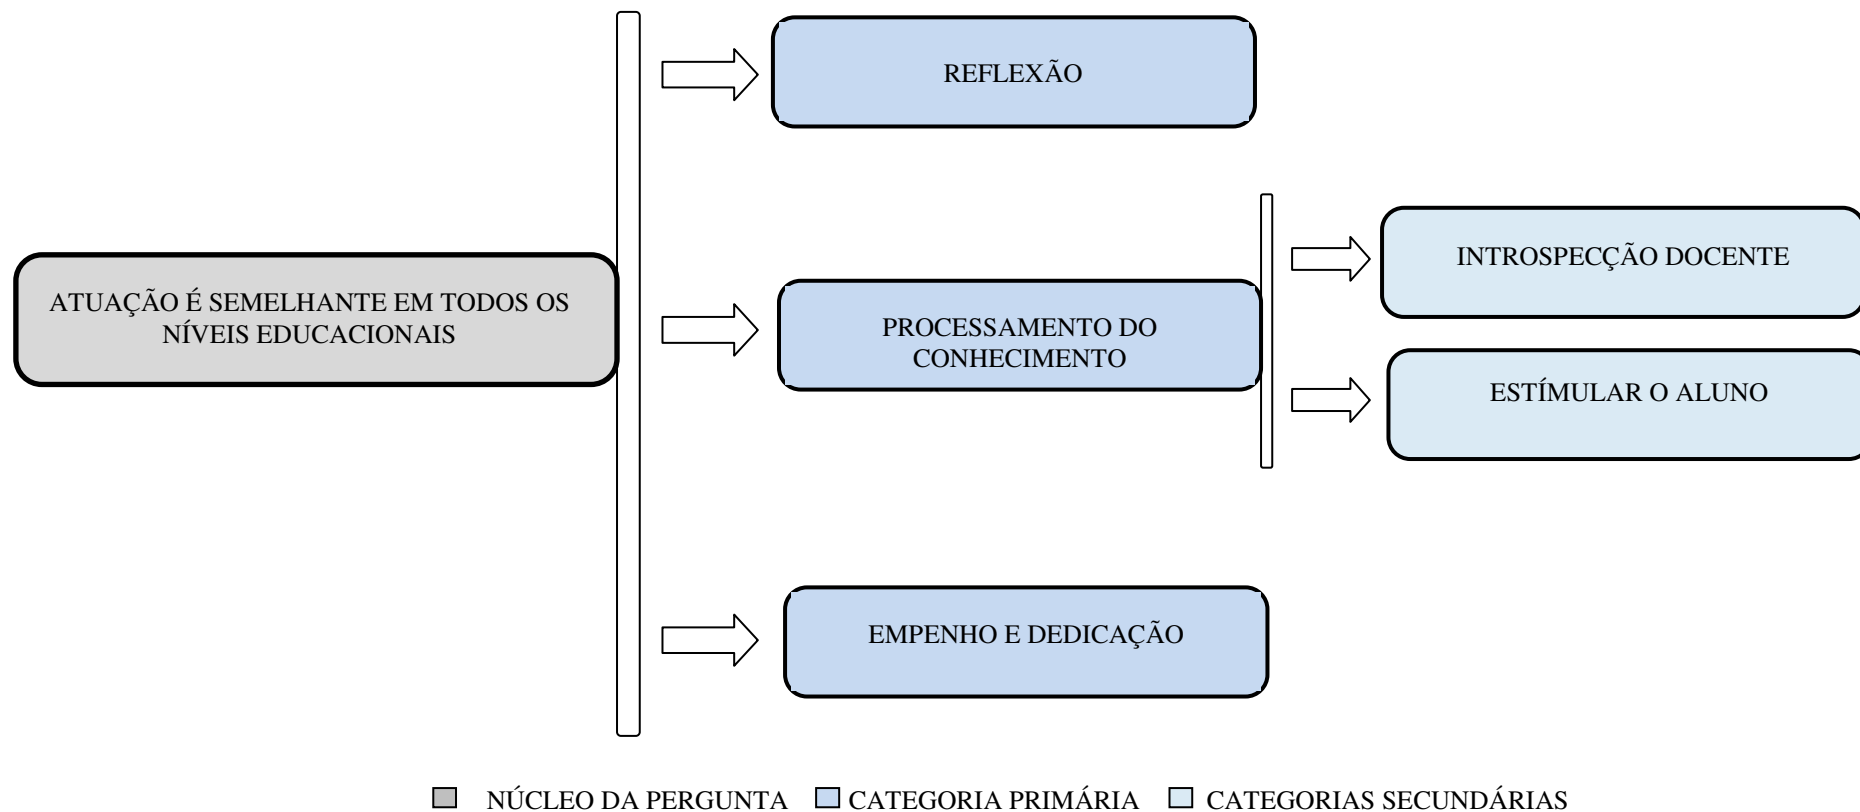 REFLEXÃO
ATUAÇÃO É SEMELHANTE EM TODOS OS
NÍVEIS EDUCACIONAIS
PROCESSAMENTO DO
CONHECIMENTO
INTROSPECÇÃO DOCENTE
ESTÍMULAR O ALUNO
EMPENHO E DEDICAÇÃO
NÚCLEO DA PERGUNTA CATEGORIA PRIMÁRIA CATEGORIAS SECUNDÁRIAS